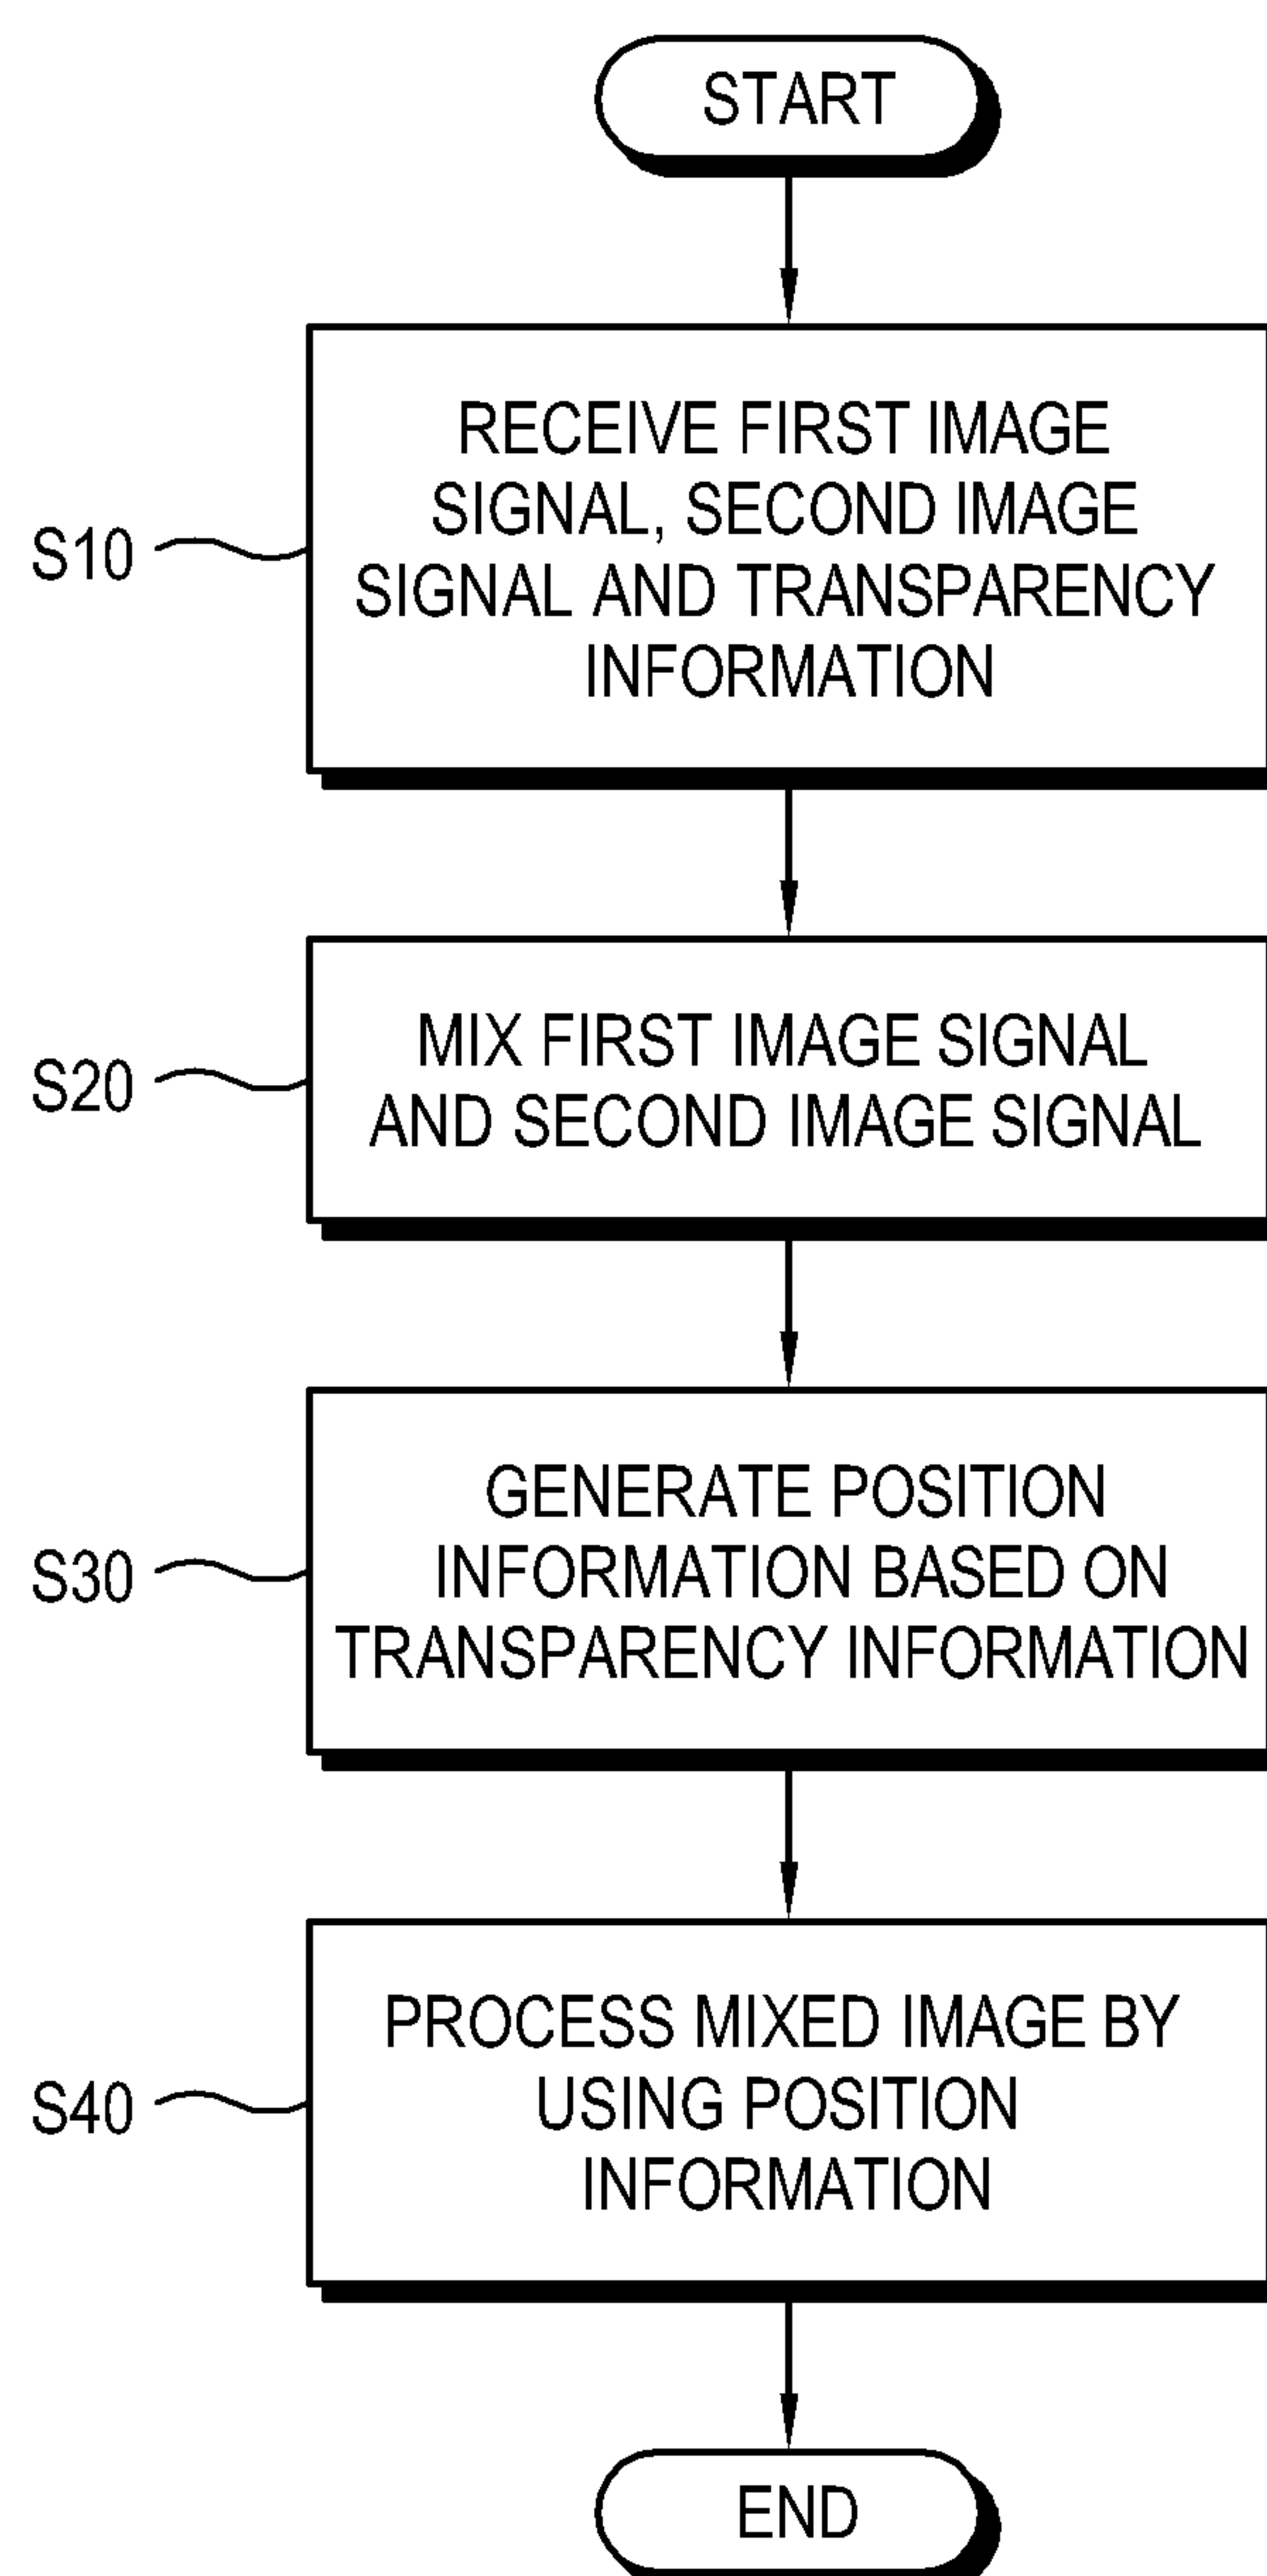 START
RECEIVE FIRST IMAGE
SIGNAL, SECOND IMAGE
SIGNAL AND TRANSPARENCY
INFORMATION
S10
MIX FIRST IMAGE SIGNAL
AND SECOND IMAGE SIGNAL
S20
GENERATE POSITION
INFORMATION BASED ON
TRANSPARENCY INFORMATION
S30
PROCESS MIXED IMAGE BY
USING POSITION
INFORMATION
S40
END